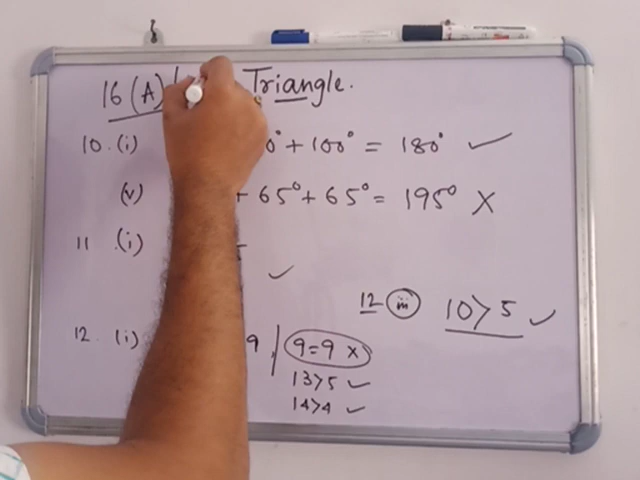 16 (A) Triangle.
10. (i) 0° + 100° = 180° ✓
(v) + 65° + 65° = 195° X
11 .(i)
✓
12 (iii) 10 > 5 ✓
12. (i) 9, 9 = 9 X
13 > 5 ✓
14 > 4 ✓